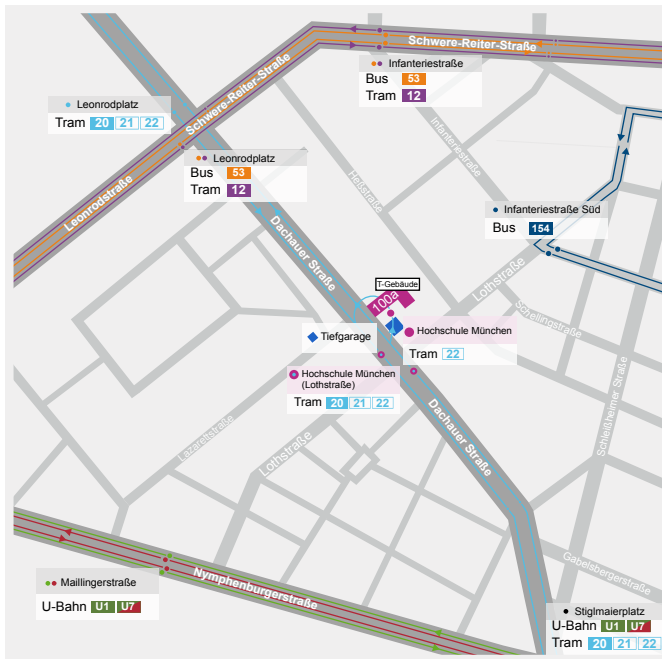 Schwere-Reiter-Straße
Infanteriestraße
Bus 53
Tram 12
Leonrodplatz
Tram 20 21 22
Schwere-Reiter-Straße
Infanteriestraße
Leonrodplatz
Bus 53
Tram 12
Heßstraße
Leonrodstraße
Infanteriestraße Süd
Bus 154
Dachauer Straße
Lothstraße
T-Gebäude
100a
Schellingstraße
Tiefgarage
Hochschule München
Tram 22
Hochschule München
(Lothstraße)
Tram 20 21 22
Schleißheimer Straße
Dachauer Straße
Lazarettstraße
Lothstraße
Gabelsbergerstraße
Maillingerstraße
U-Bahn U1 U7
Nymphenburgerstraße
Stiglmaierplatz
U-Bahn U1 U7
Tram 20 21 22